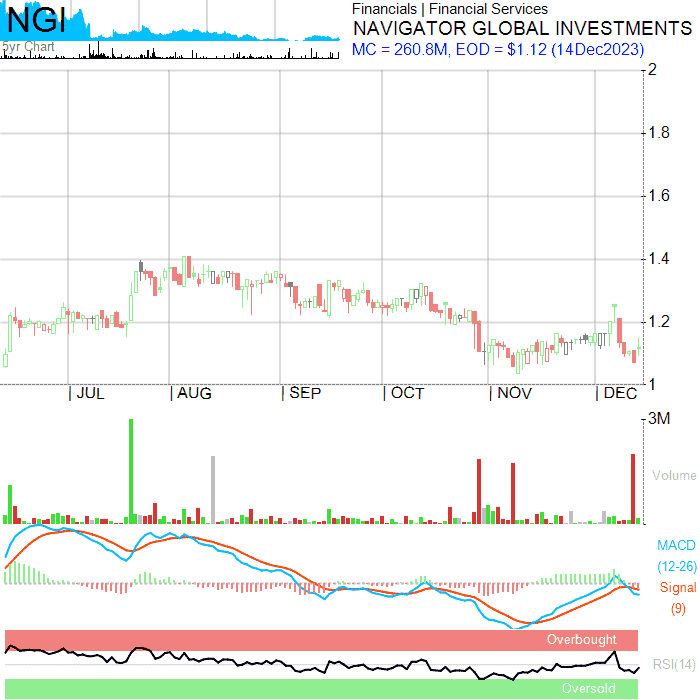 NGI
5yr Chart
Financials | Financial Services
NAVIGATOR GLOBAL INVESTMENTS
MC = 260.8M, EOD = $1.12 (14Dec2023)
2
1.8
1.6
1.4
1.2
1
| JUL | AUG | SEP | OCT | NOV | DEC
3M
Volume
MACD
(12-26)
Signal
(9)
Overbought
RSI(14)
Oversold